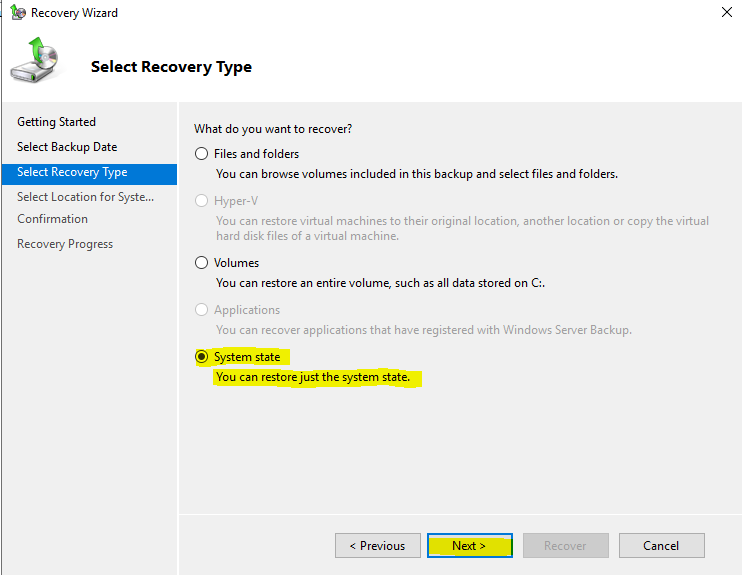 Recovery Wizard
Select Recovery Type
Getting Started
Select Backup Date
Select Recovery Type
Select Location for Syste...
Confirmation
Recovery Progress
What do you want to recover?
Files and folders
You can browse volumes included in this backup and select files and folders.
Hyper-V
You can restore virtual machines to their original location, another location or copy the virtual
hard disk files of a virtual machine.
Volumes
You can restore an entire volume, such as all data stored on C:.
Applications
You can recover applications that have registered with Windows Server Backup.
System state
You can restore just the system state.
< Previous
Next >
Recover
Cancel